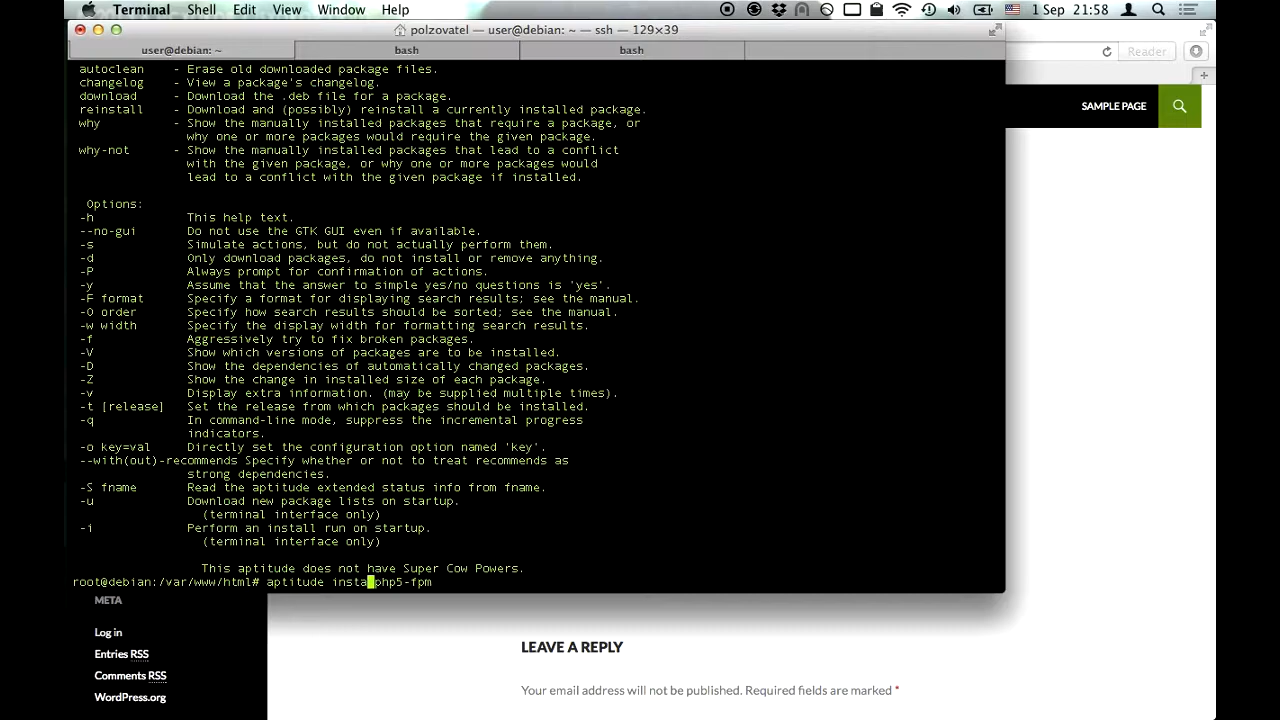 Terminal Shell Edit View Window Help 1 Sep 21:58
polzovatel — user@debian: ~ — ssh — 129×39
user@debian: ~ bash bash
Reader
autoclean - Erase old downloaded package files.
changelog - View a package's changelog.
download - Download the .deb file for a package.
reinstall - Download and (possibly) reinstall a currently installed package.
why - Show the manually installed packages that require a package, or
why one or more packages would require the given package.
why-not - Show the manually installed packages that lead to a conflict
with the given package, or why one or more packages would
lead to a conflict with the given package if installed.
Options:
-h This help text.
--no-gui Do not use the GTK GUI even if available.
-s Simulate actions, but do not actually perform them.
-d Only download packages, do not install or remove anything.
-P Always prompt for confirmation of actions.
-y Assume that the answer to simple yes/no questions is 'yes'.
-F format Specify a format for displaying search results; see the manual.
-O order Specify how search results should be sorted; see the manual.
-w width Specify the display width for formatting search results.
-f Aggressively try to fix broken packages.
-V Show which versions of packages are to be installed.
-D Show the dependencies of automatically changed packages.
-Z Show the change in installed size of each package.
-v Display extra information. (may be supplied multiple times).
-t [release] Set the release from which packages should be installed.
-q In command-line mode, suppress the incremental progress
indicators.
-o key=val Directly set the configuration option named 'key'.
--with(out)-recommends Specify whether or not to treat recommends as
strong dependencies.
-S fname Read the aptitude extended status info from fname.
-u Download new package lists on startup.
(terminal interface only)
-i Perform an install run on startup.
(terminal interface only)
This aptitude does not have Super Cow Powers.
root@debian:/var/www/html# aptitude insta php5-fpm
SAMPLE PAGE
META
Log in
Entries RSS
Comments RSS
WordPress.org
LEAVE A REPLY
Your email address will not be published. Required fields are marked *